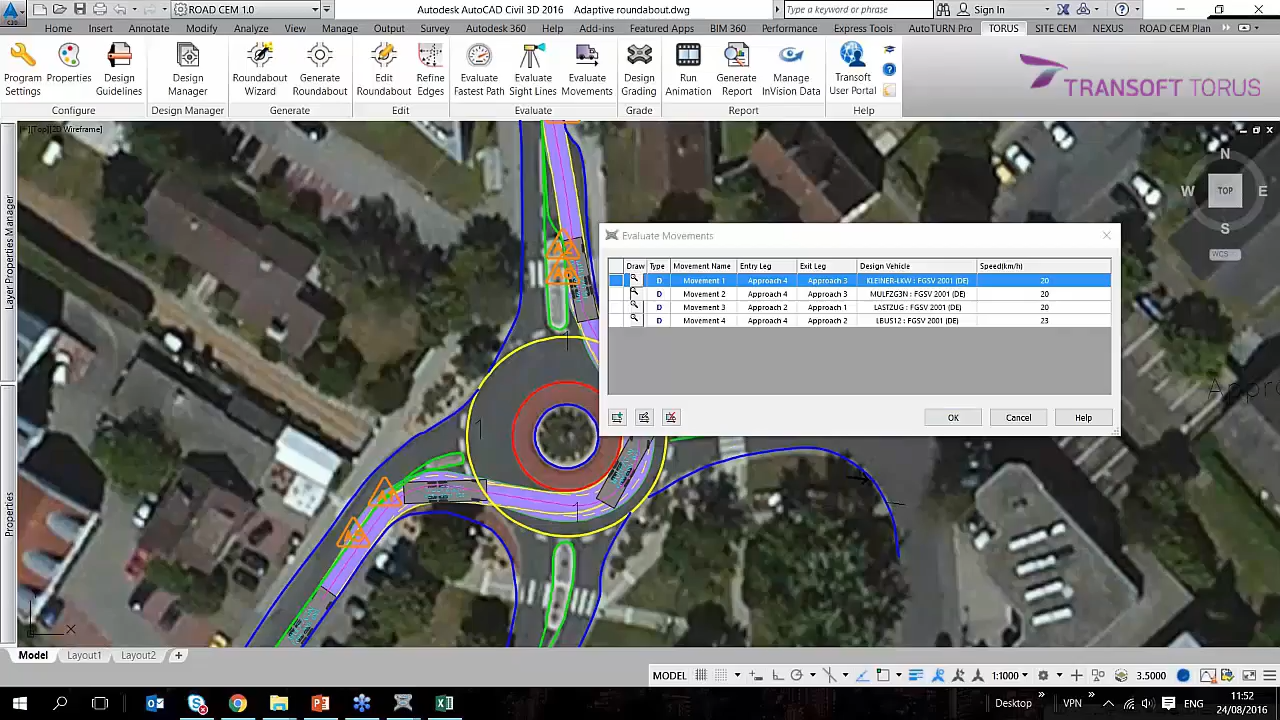 ROAD CEM 1.0
Autodesk AutoCAD Civil 3D 2016 Adaptive roundabout.dwg
Type a keyword or phrase
Sign In
Home Insert Annotate Modify Analyze View Manage Output Survey Autodesk 360 Help Add-ins Featured Apps BIM 360 Performance Express Tools AutoTURN Pro TORUS SITE CEM NEXUS ROAD CEM Plan
Program Settings
Properties
Design Guidelines
Design Manager
Roundabout Wizard
Generate Roundabout
Edit Roundabout
Refine Edges
Evaluate Fastest Path
Evaluate Sight Lines
Evaluate Movements
Design Grading
Run Animation
Generate Report
Manage InVision Data
Transoft User Portal
TRANSOFT TORUS
Configure Design Manager Generate Edit Evaluate Grade Report Help
[-][Top][2D Wireframe]
N
W TOP E
S
WCS
Layer Properties Manager
Properties
Evaluate Movements
Draw Type Movement Name Entry Leg Exit Leg Design Vehicle Speed(km/h)
D Movement 1 Approach 4 Approach 3 KLEINER-LKW : FGSV 2001 (DE) 20
D Movement 2 Approach 4 Approach 3 MULFZG3N : FGSV 2001 (DE) 20
D Movement 3 Approach 2 Approach 1 LASTZUG : FGSV 2001 (DE) 20
D Movement 4 Approach 4 Approach 2 LBUS12 : FGSV 2001 (DE) 23
OK Cancel Help
X
Model Layout1 Layout2 +
MODEL 1:1000 3.5000
Desktop VPN ENG
11:52
24/08/2016